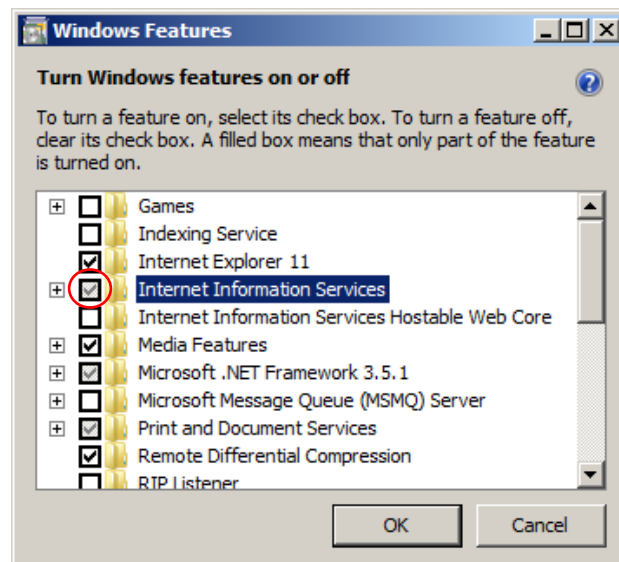 Windows Features
Turn Windows features on or off
To turn a feature on, select its check box. To turn a feature off,
clear its check box. A filled box means that only part of the feature
is turned on.
Games
Indexing Service
Internet Explorer 11
Internet Information Services
Internet Information Services Hostable Web Core
Media Features
Microsoft .NET Framework 3.5.1
Microsoft Message Queue (MSMQ) Server
Print and Document Services
Remote Differential Compression
RIP Listener
OK Cancel